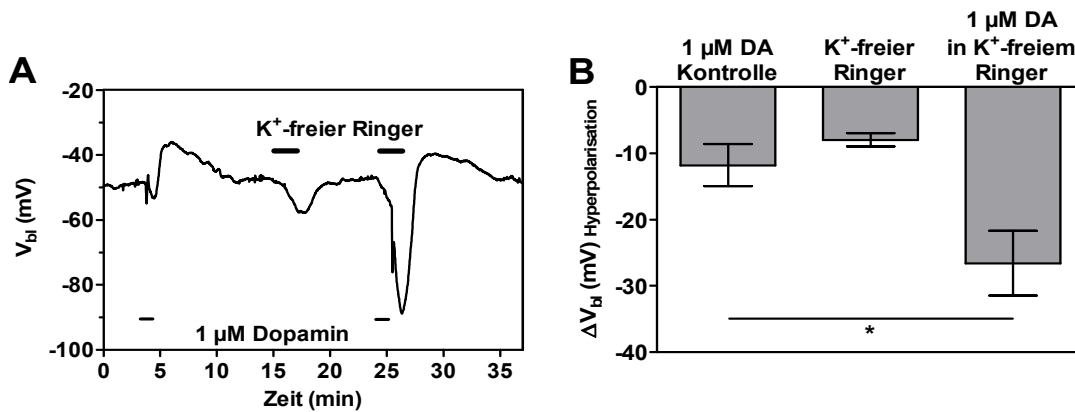 A
-20
-40
-60
-80
-100
V_bl (mV)
K⁺-freier Ringer
1 µM Dopamin
0 5 10 15 20 25 30 35
Zeit (min)
B
1 µM DA
Kontrolle
K⁺-freier
Ringer
1 µM DA
in K⁺-freiem
Ringer
0
-10
-20
-30
-40
ΔV_bl (mV) Hyperpolarisation
*